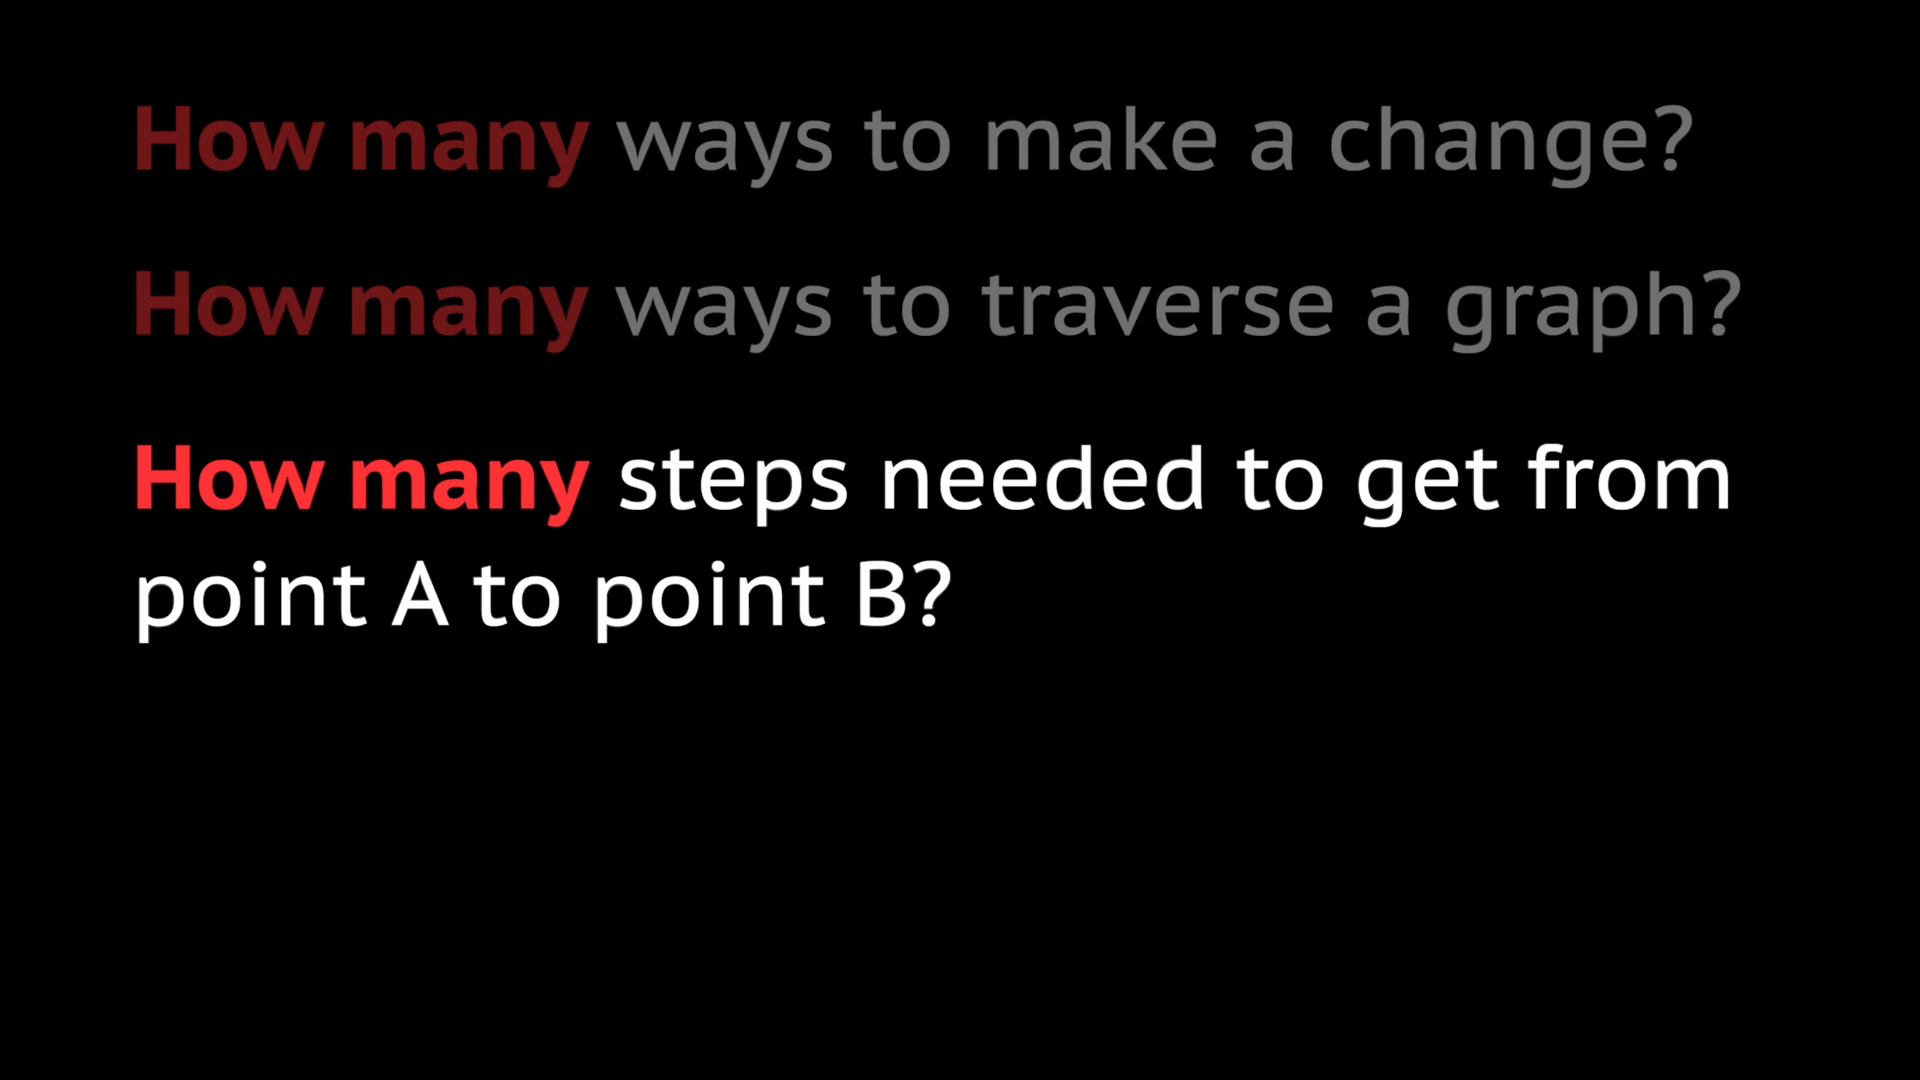 How many ways to make a change?
How many ways to traverse a graph?
How many steps needed to get from
point A to point B?